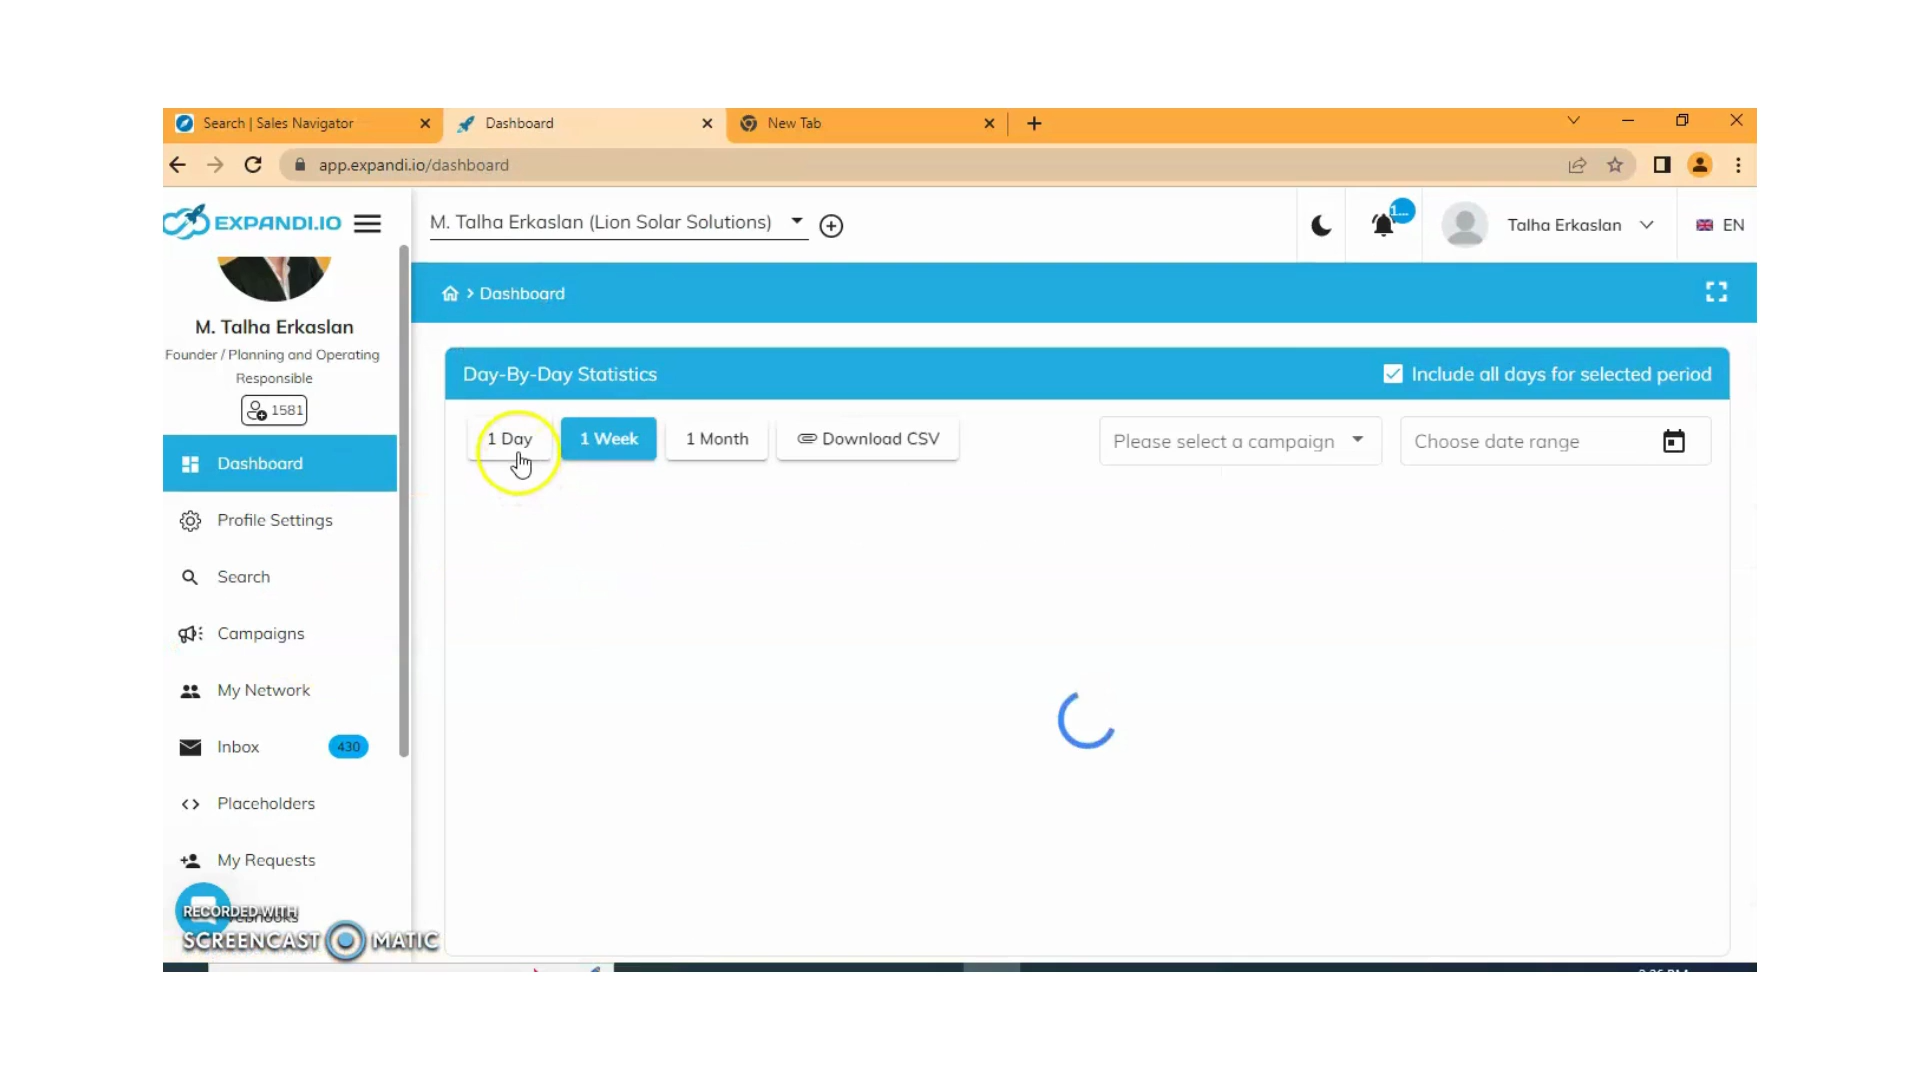 Search | Sales Navigator
Dashboard
New Tab
app.expandi.io/dashboard
EXPANDI.IO
M. Talha Erkaslan (Lion Solar Solutions)
1...
Talha Erkaslan
EN
Dashboard
M. Talha Erkaslan
Founder / Planning and Operating
Responsible
1581
Dashboard
Profile Settings
Search
Campaigns
My Network
Inbox
430
Placeholders
My Requests
Day-By-Day Statistics
Include all days for selected period
1 Day
1 Week
1 Month
Download CSV
Please select a campaign
Choose date range
RECORDED WITH
SCREENCAST MATIC